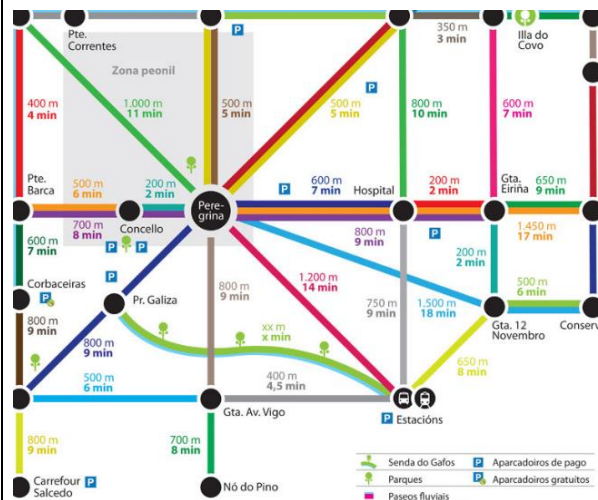 Pte.
Correntes
P
350 m
3 min
Illa do
Covo
Zona peonil
P
400 m
4 min
1.000 m
11 min
500 m
5 min
500 m
5 min
800 m
10 min
600 m
7 min
Pte.
Barca
500 m
6 min
200 m
2 min
Pere-
grina
P
600 m
7 min
Hospital
200 m
2 min
Gta.
Eiriña
650 m
9 min
700 m
8 min
Concello
P
P
800 m
9 min
P
1.450 m
17 min
600 m
7 min
200 m
2 min
Corbaceiras
P
P
Pr. Galiza
800 m
9 min
1.200 m
14 min
750 m
9 min
1.500 m
18 min
500 m
6 min
Gta. 12
Novembro
Conserv
800 m
9 min
800 m
9 min
xx m
x min
650 m
8 min
500 m
6 min
400 m
4,5 min
Gta. Av. Vigo
P
Estacións
800 m
9 min
700 m
8 min
Carrefour
Salcedo
P
Nó do Pino
Senda do Gafos
P
Aparcadoiros de pago
Parques
P
Aparcadoiros gratuitos
Paseos fluviais